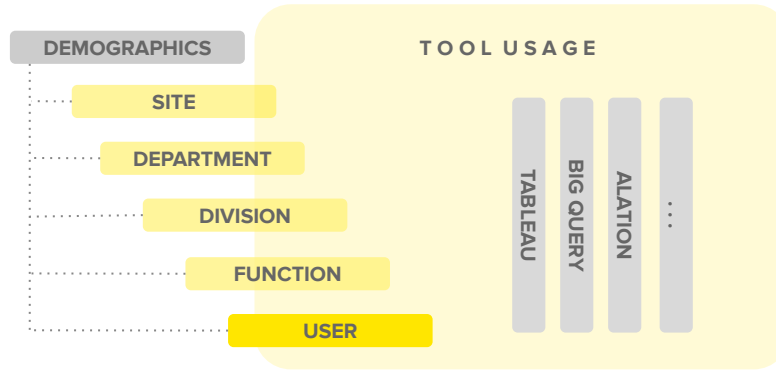 DEMOGRAPHICS
TOOL USAGE
SITE
DEPARTMENT
DIVISION
FUNCTION
USER
TABLEAU
BIG QUERY
ALATION
...